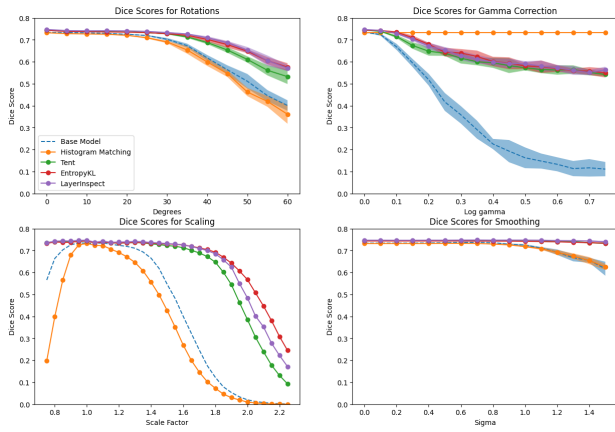 Dice Scores for Rotations
0.8
0.7
0.6
0.5
0.4
0.3
0.2
0.1
0.0
Dice Score
Base Model
Histogram Matching
Tent
EntropyKL
LayerInspect
0 10 20 30 40 50 60
Degrees
Dice Scores for Gamma Correction
0.8
0.7
0.6
0.5
0.4
0.3
0.2
0.1
0.0
Dice Score
0.0 0.1 0.2 0.3 0.4 0.5 0.6 0.7
Log gamma
Dice Scores for Scaling
0.8
0.7
0.6
0.5
0.4
0.3
0.2
0.1
0.0
Dice Score
0.8 1.0 1.2 1.4 1.6 1.8 2.0 2.2
Scale Factor
Dice Scores for Smoothing
0.8
0.7
0.6
0.5
0.4
0.3
0.2
0.1
0.0
Dice Score
0.0 0.2 0.4 0.6 0.8 1.0 1.2 1.4
Sigma